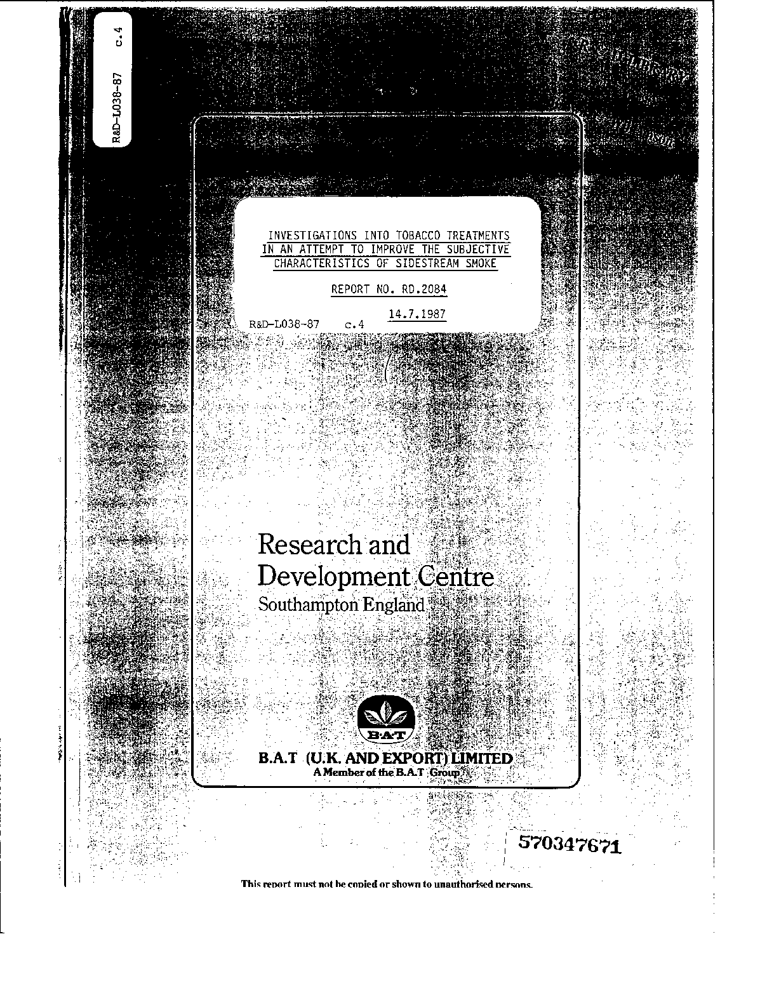 R&D-L038-87 c.4
R & D LIBRARY
INVESTIGATIONS INTO TOBACCO TREATMENTS
IN AN ATTEMPT TO IMPROVE THE SUBJECTIVE
CHARACTERISTICS OF SIDESTREAM SMOKE
REPORT NO. RD.2084
14.7.1987
R&D-L038-87 c.4
Research and
Development Centre
Southampton England
B·A·T
B.A.T (U.K. AND EXPORT) LIMITED
A Member of the B.A.T Group
570347671
This report must not be copied or shown to unauthorised persons.